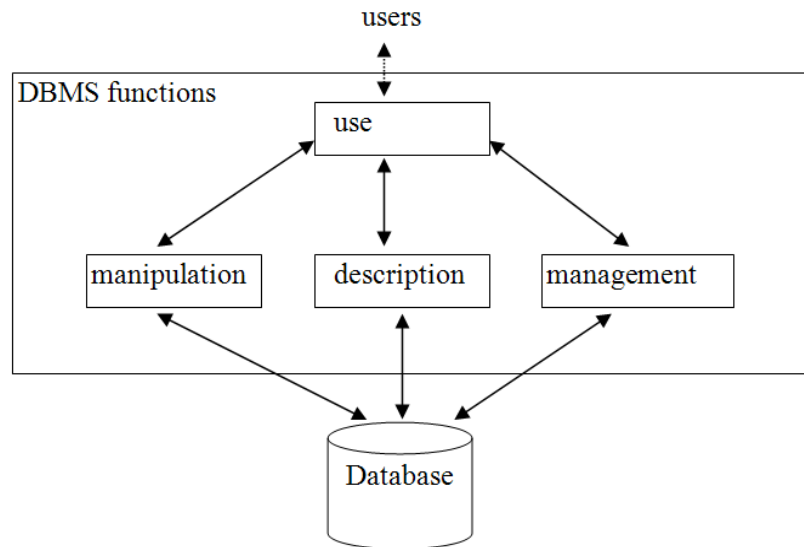 users
DBMS functions
use
manipulation
description
management
Database